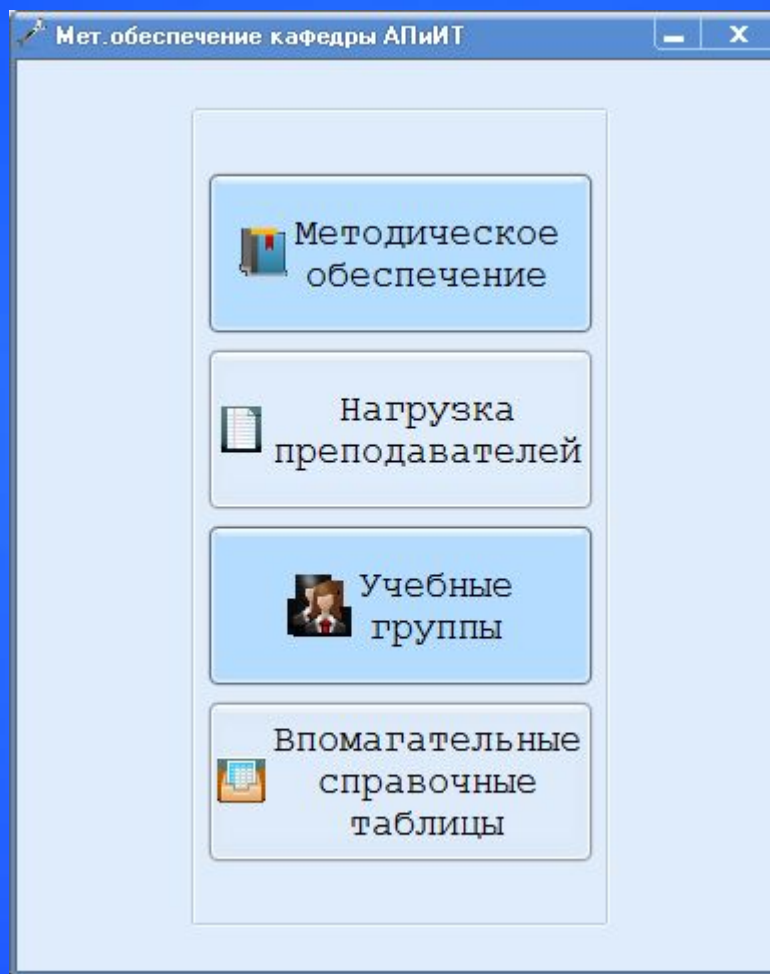 Мет.обеспечение кафедры АПиИТ
Методическое
обеспечение
Нагрузка
преподавателей
Учебные
группы
Впомагательные
справочные
таблицы